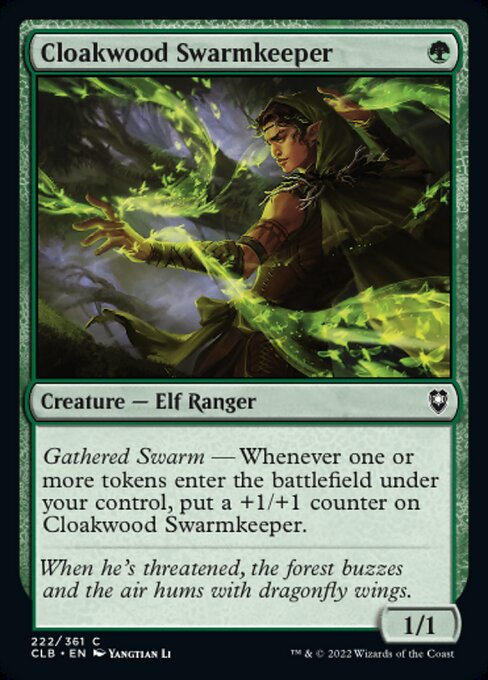 Cloakwood Swarmkeeper
Creature — Elf Ranger
Gathered Swarm — Whenever one or
more tokens enter the battlefield under
your control, put a +1/+1 counter on
Cloakwood Swarmkeeper.
When he's threatened, the forest buzzes
and the air hums with dragonfly wings.
1/1
222/361 C
CLB • EN Yangtian Li
™ & © 2022 Wizards of the Coast